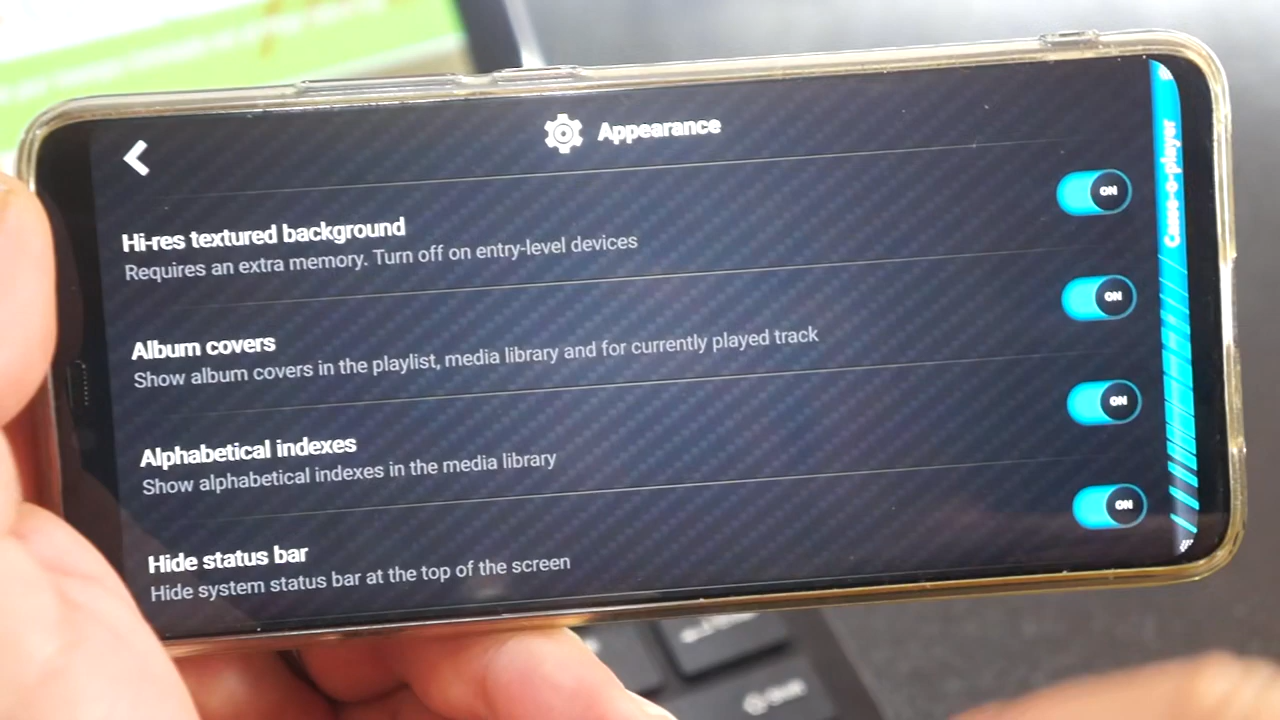 Appearance
Hi-res textured background
Requires an extra memory. Turn off on entry-level devices
ON
Album covers
Show album covers in the playlist, media library and for currently played track
ON
Alphabetical indexes
Show alphabetical indexes in the media library
ON
Hide status bar
Hide system status bar at the top of the screen
ON
Casse-o-player